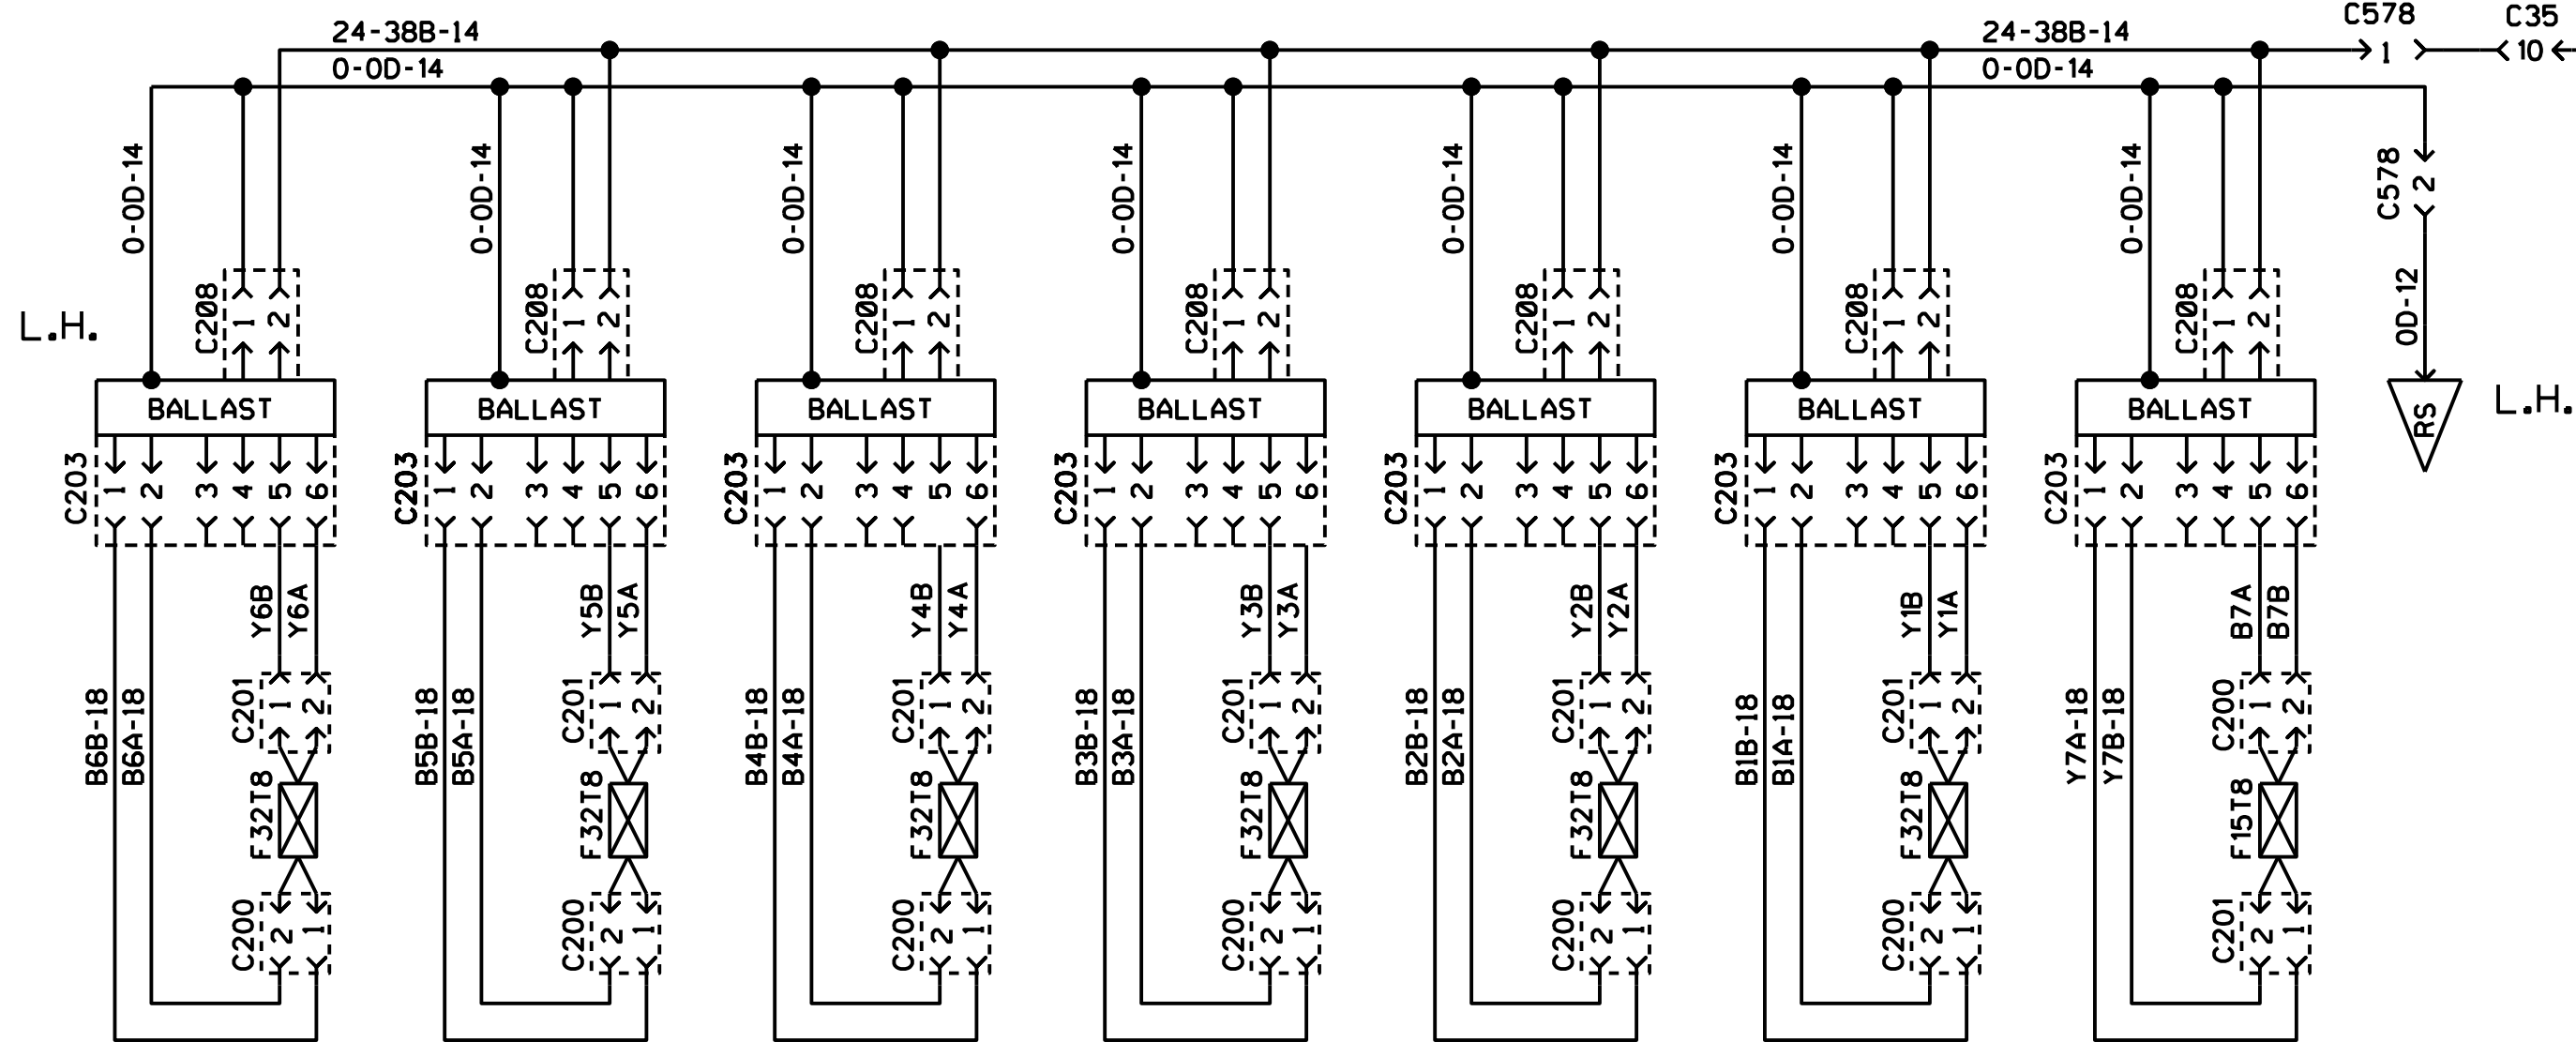 24-38B-14
24-38B-14
C578
C35
1
10
0-0D-14
0-0D-14
0-0D-14
0-0D-14
0-0D-14
0-0D-14
0-0D-14
0-0D-14
0-0D-14
C578
2
0D-12
L.H.
C208
1
2
C208
1
2
C208
1
2
C208
1
2
C208
1
2
C208
1
2
C208
1
2
BALLAST
BALLAST
BALLAST
BALLAST
BALLAST
BALLAST
BALLAST
RS
L.H.
C203
1 2 3 4 5 6
C203
1 2 3 4 5 6
C203
1 2 3 4 5 6
C203
1 2 3 4 5 6
C203
1 2 3 4 5 6
C203
1 2 3 4 5 6
C203
1 2 3 4 5 6
Y6B
Y6A
Y5B
Y5A
Y4B
Y4A
Y3B
Y3A
Y2B
Y2A
Y1B
Y1A
B7A
B7B
B6B-18
B6A-18
C201
1 2
B5B-18
B5A-18
C201
1 2
B4B-18
B4A-18
C201
1 2
B3B-18
B3A-18
C201
1 2
B2B-18
B2A-18
C201
1 2
B1B-18
B1A-18
C201
1 2
Y7A-18
Y7B-18
C200
1 2
F32T8
F32T8
F32T8
F32T8
F32T8
F32T8
F15T8
C200
2 1
C200
2 1
C200
2 1
C200
2 1
C200
2 1
C200
2 1
C201
2 1